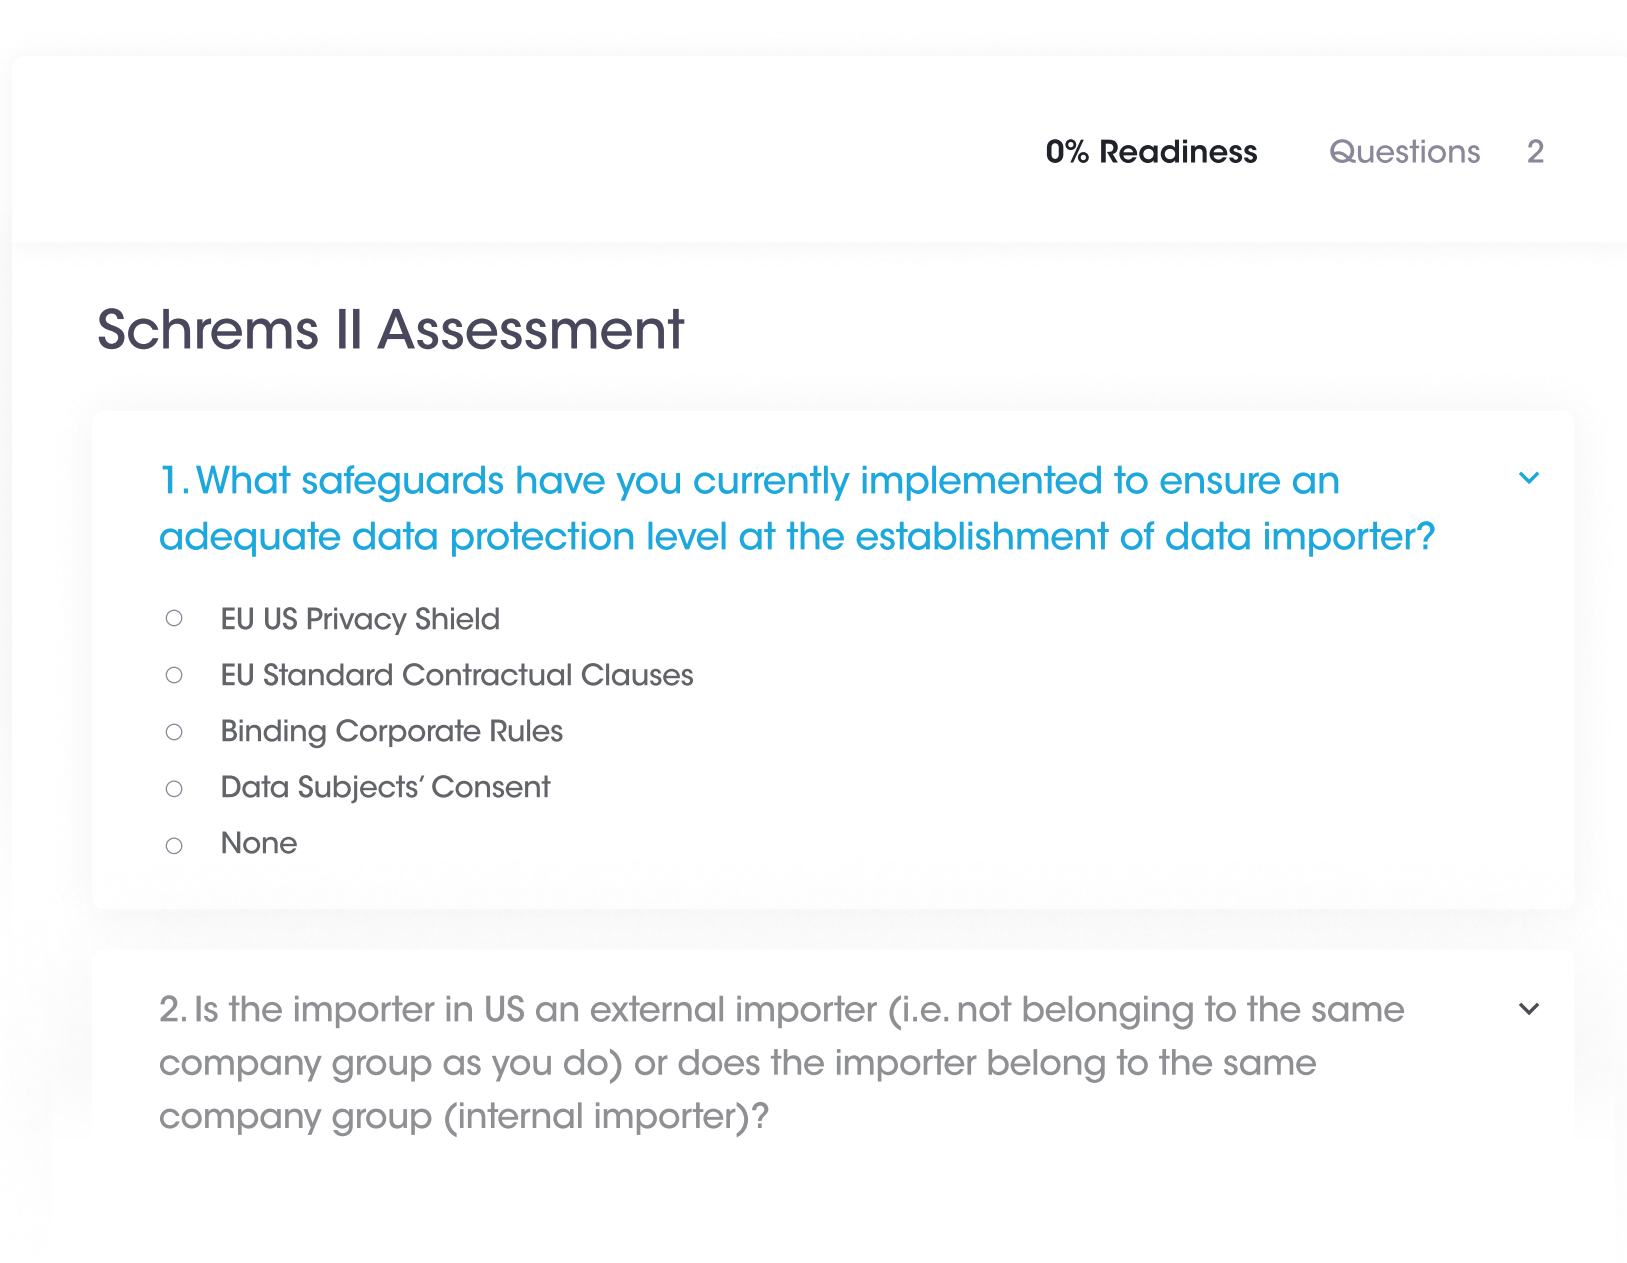 0% Readiness Questions 2
Schrems II Assessment
1. What safeguards have you currently implemented to ensure an
adequate data protection level at the establishment of data importer?
EU US Privacy Shield
EU Standard Contractual Clauses
Binding Corporate Rules
Data Subjects’ Consent
None
2. Is the importer in US an external importer (i.e. not belonging to the same
company group as you do) or does the importer belong to the same
company group (internal importer)?